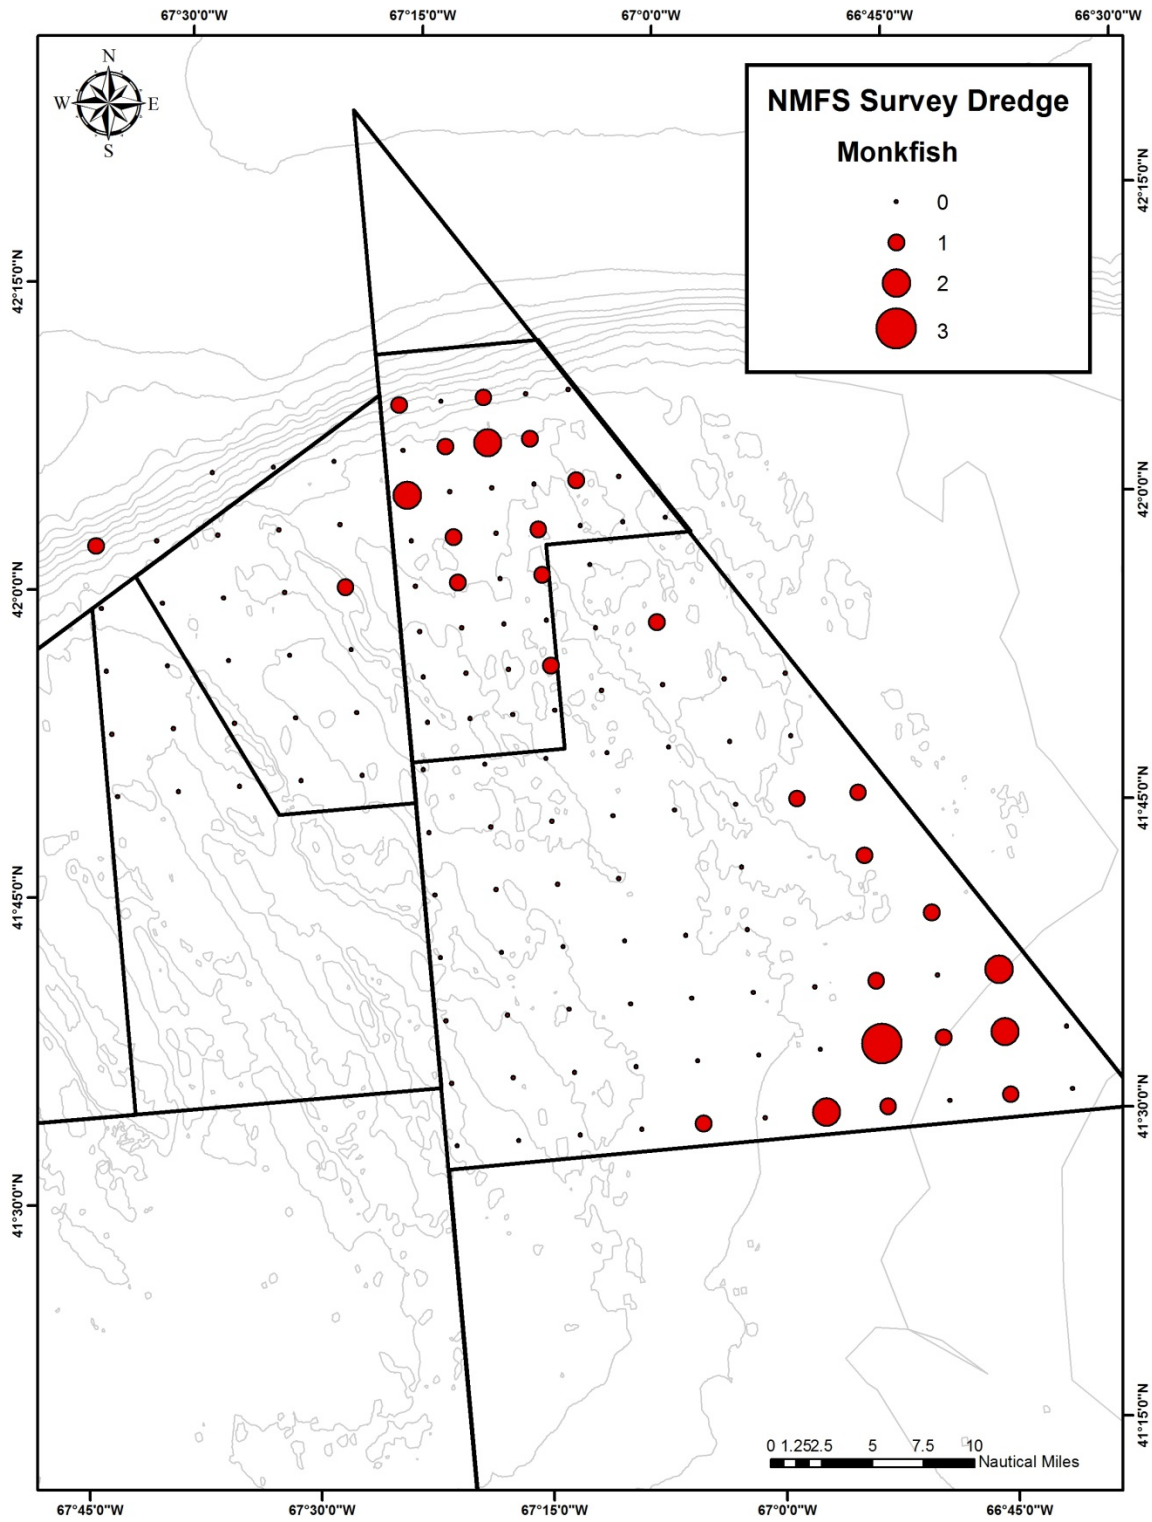 67°30'0"W 67°15'0"W 67°0'0"W 66°45'0"W 66°30'0"W
N
W E
S
NMFS Survey Dredge
Monkfish
0
1
2
3
42°15'0"N
42°15'0"N
42°0'0"N
42°0'0"N
41°45'0"N
41°45'0"N
41°30'0"N
41°30'0"N
41°15'0"N
0 1.252.5 5 7.5 10
Nautical Miles
67°45'0"W 67°30'0"W 67°15'0"W 67°0'0"W 66°45'0"W